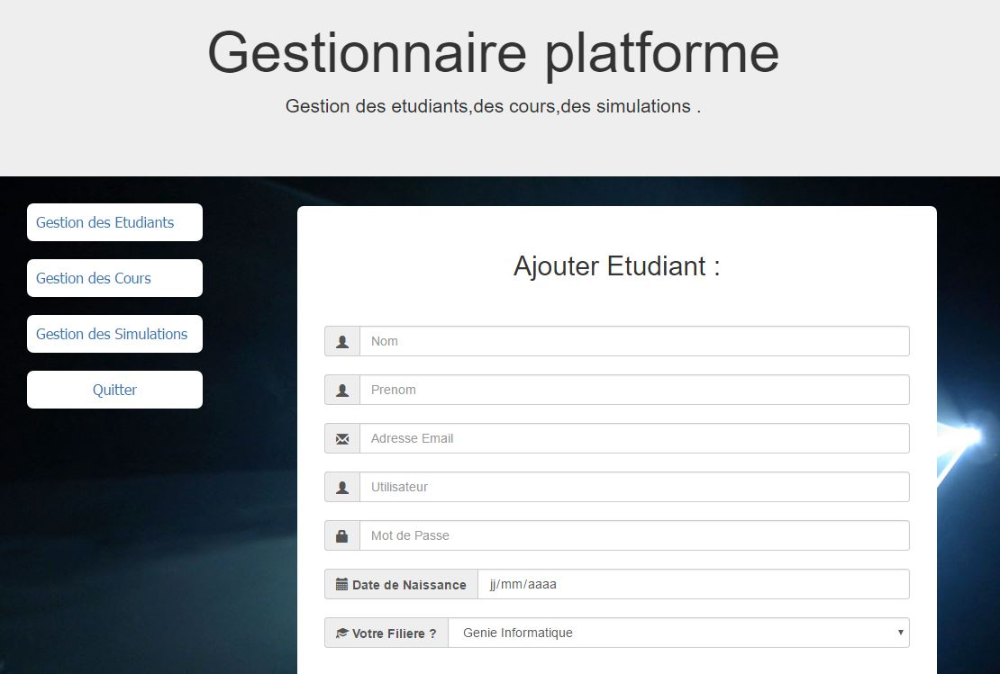 Gestionnaire platforme
Gestion des etudiants,des cours,des simulations .
Gestion des Etudiants
Gestion des Cours
Gestion des Simulations
Quitter
Ajouter Etudiant :
Nom
Prenom
Adresse Email
Utilisateur
Mot de Passe
Date de Naissance jj/mm/aaaa
Votre Filiere ? Genie Informatique